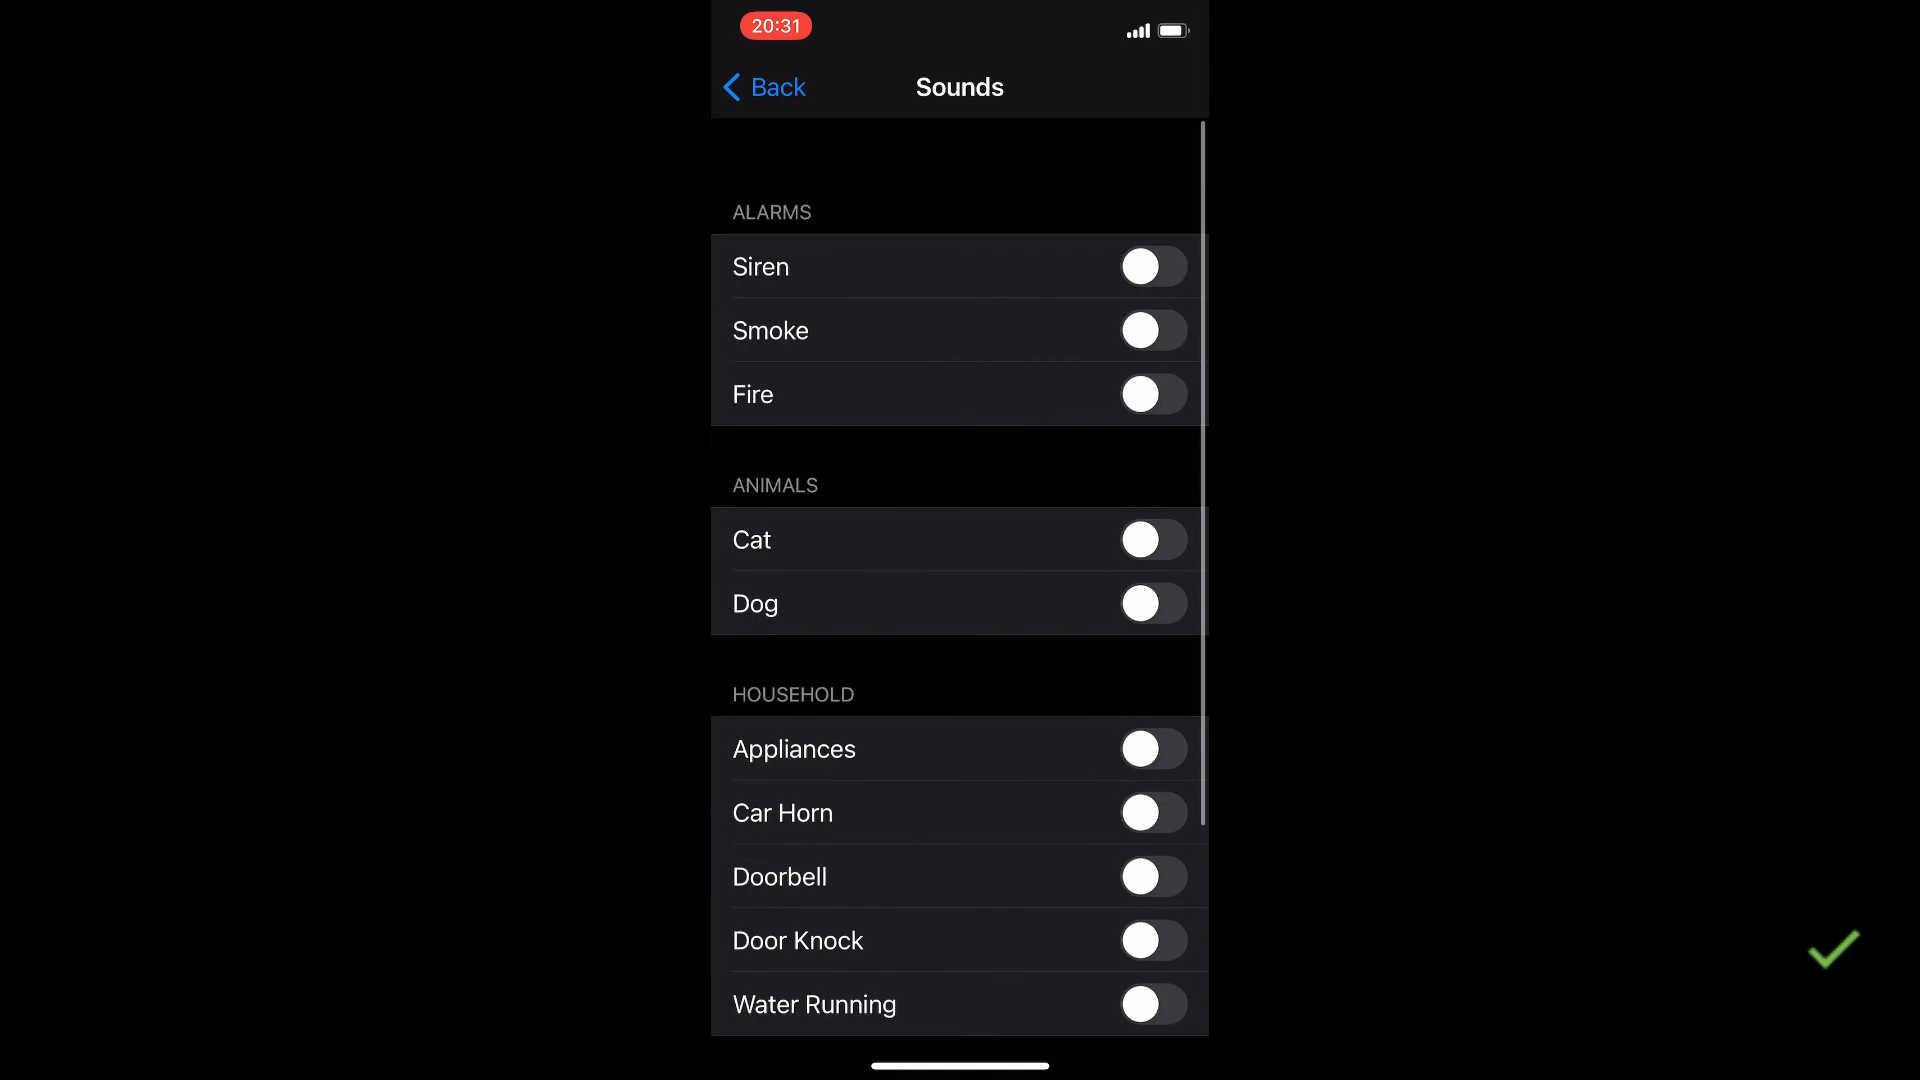 20:31
Back
Sounds
ALARMS
Siren
Smoke
Fire
ANIMALS
Cat
Dog
HOUSEHOLD
Appliances
Car Horn
Doorbell
Door Knock
Water Running